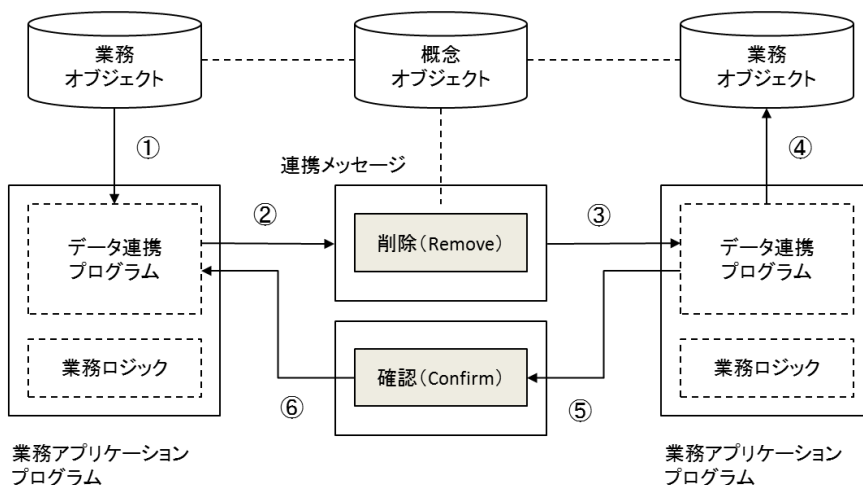 業務
オブジェクト
概念
オブジェクト
業務
オブジェクト
①
④
連携メッセージ
②
③
データ連携
プログラム
削除（Remove）
データ連携
プログラム
業務ロジック
確認（Confirm）
業務ロジック
⑥
⑤
業務アプリケーション
プログラム
業務アプリケーション
プログラム